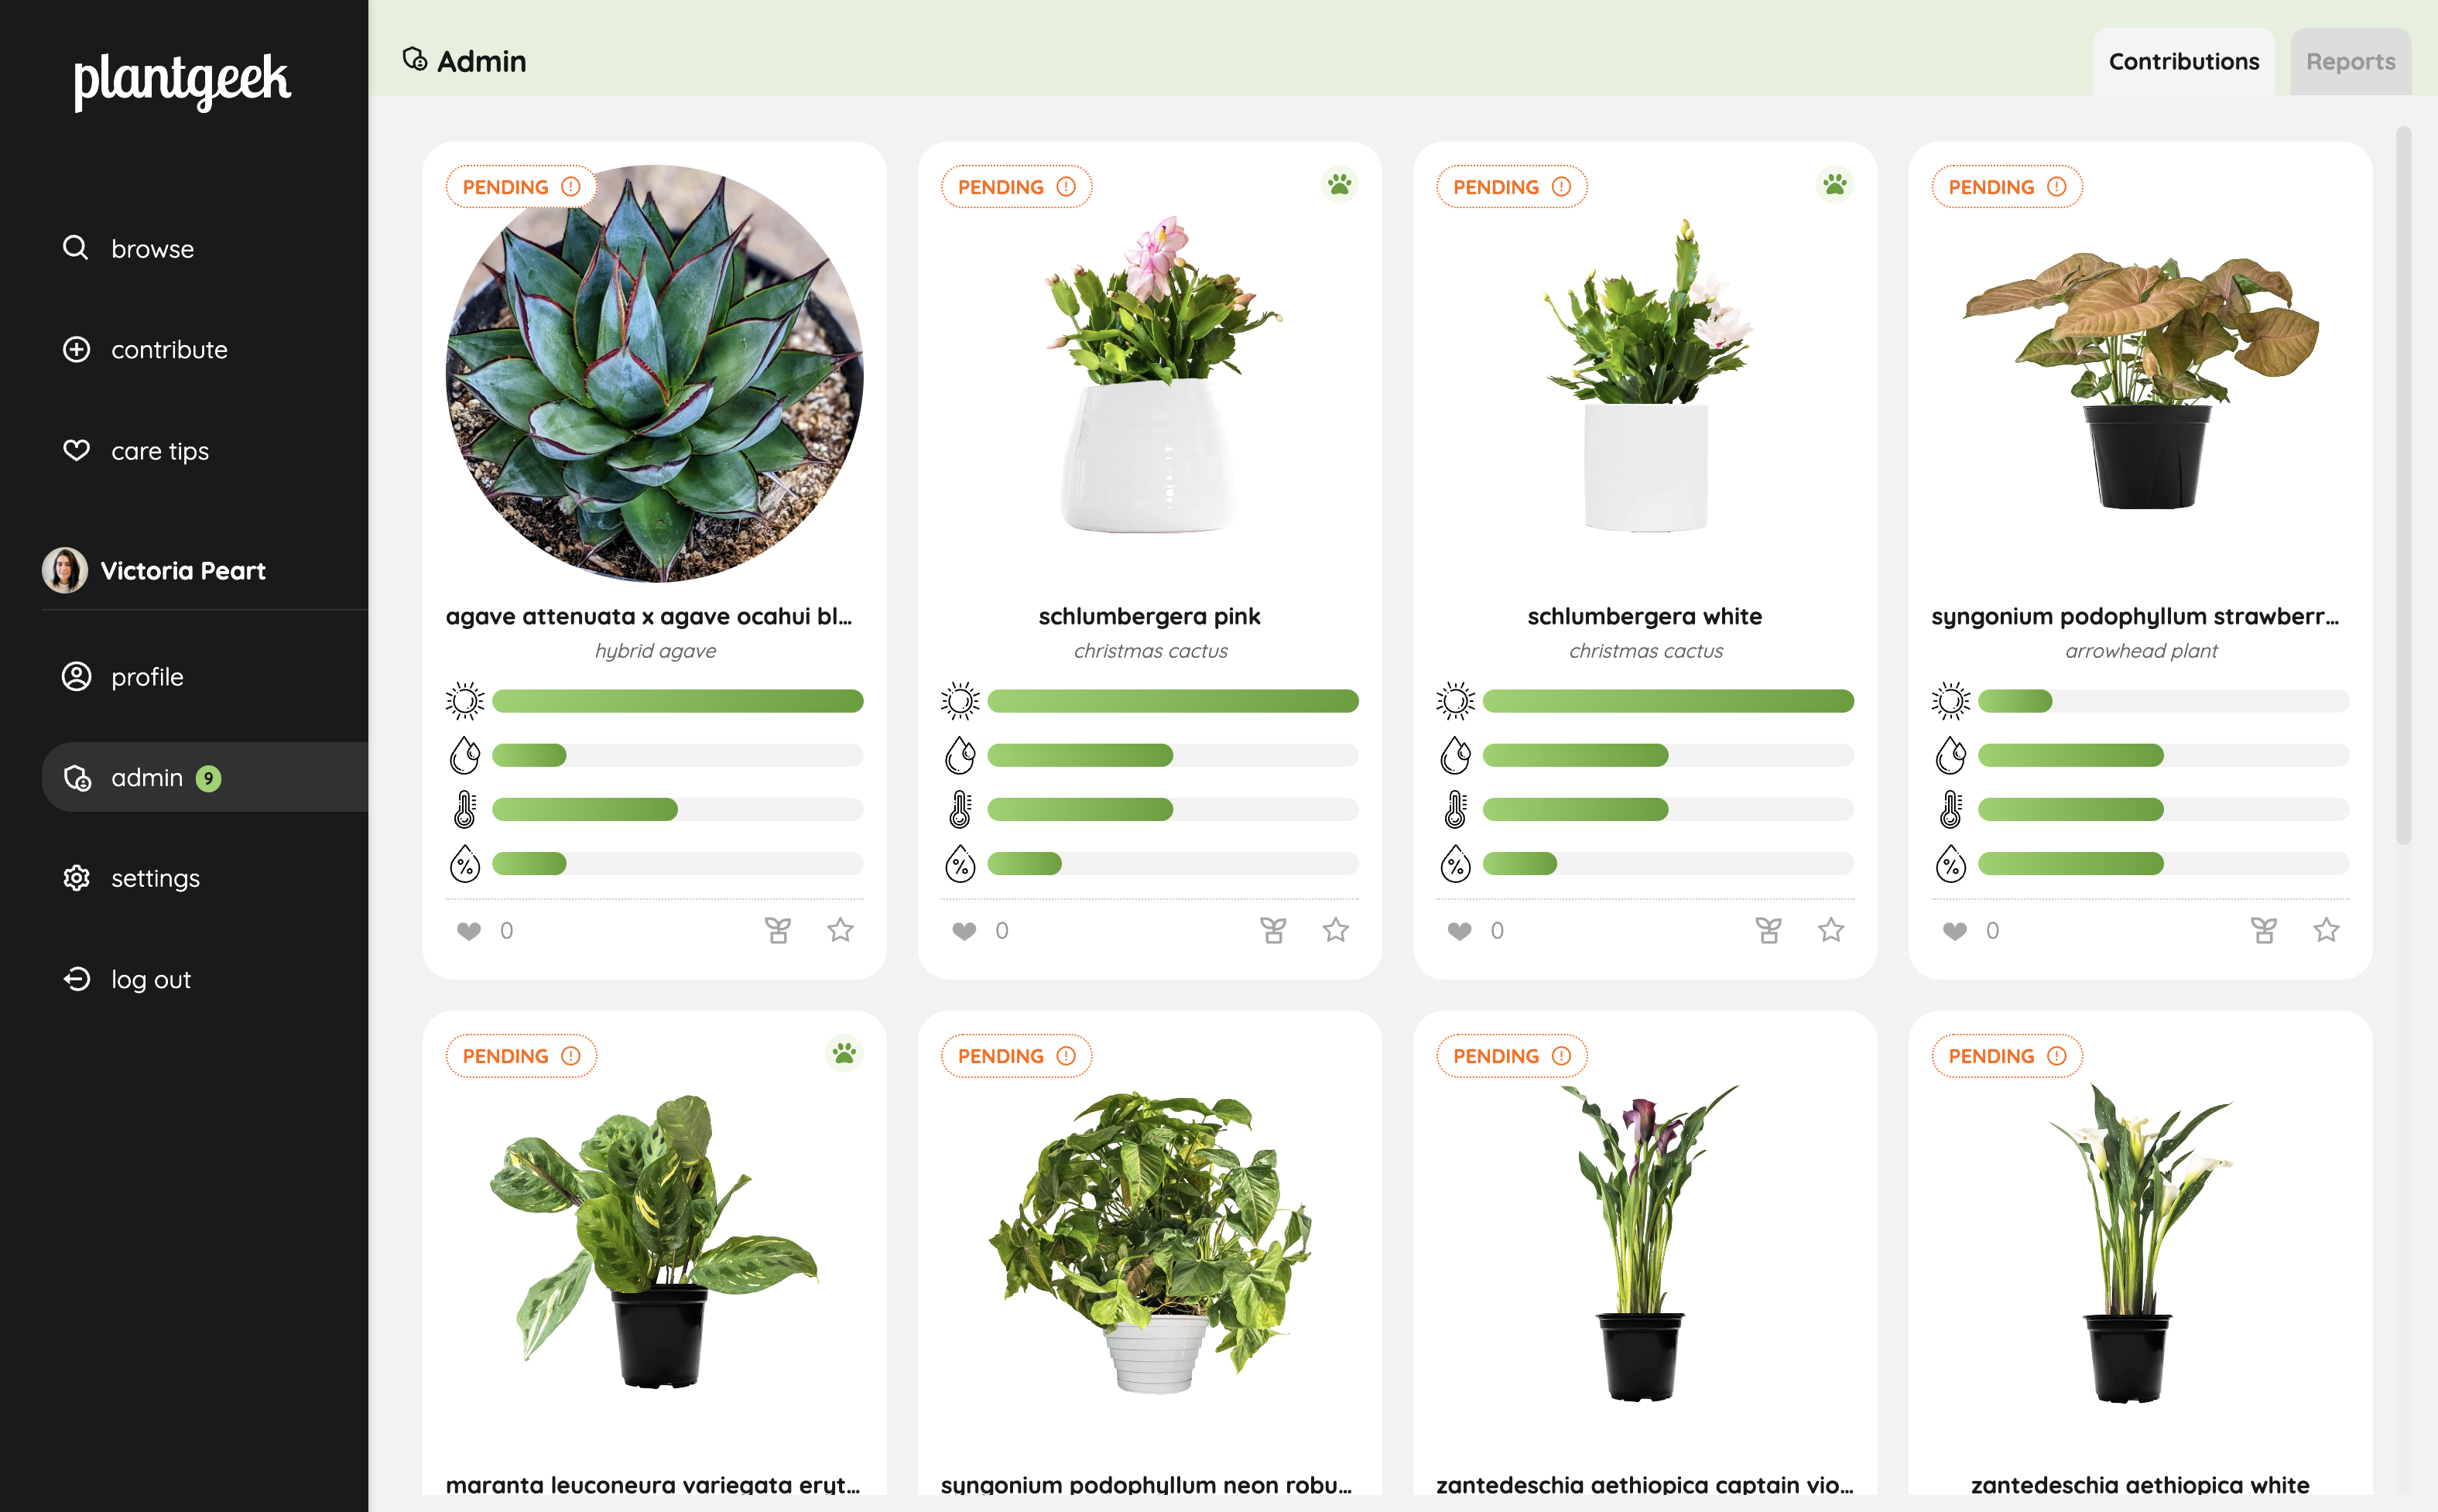 plantgeek
Admin
Contributions
Reports
browse
contribute
care tips
Victoria Peart
profile
admin 9
settings
log out
PENDING
agave attenuata x agave ocahui bl...
hybrid agave
0
PENDING
schlumbergera pink
christmas cactus
0
PENDING
schlumbergera white
christmas cactus
0
PENDING
syngonium podophyllum strawberr...
arrowhead plant
0
PENDING
maranta leuconeura variegata eryt...
PENDING
syngonium podophyllum neon robu...
PENDING
zantedeschia aethiopica captain vio...
PENDING
zantedeschia aethiopica white